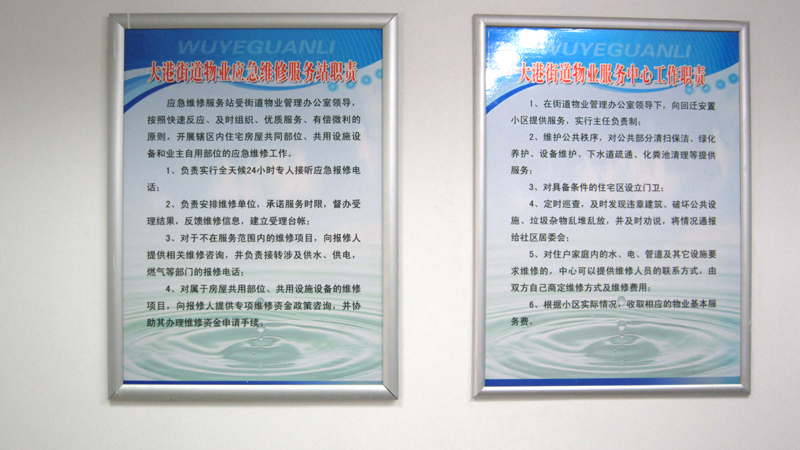 WUYEGUANLI
大港街道物业应急维修服务站职责
应急维修服务站受街道物业管理办公室领导，
按照快速反应、及时组织、优质服务、有偿微利的
原则，开展辖区内住宅房屋共同部位、共用设施设
备和业主自用部位的应急维修工作。
1、负责实行全天候24小时专人接听应急报修电
话；
2、负责安排维修单位，承诺服务时限，督办受
理结果，反馈维修信息，建立受理台帐；
3、对于不在服务范围内的维修项目，向报修人
提供相关维修咨询，并负责接转涉及供水、供电，
燃气等部门的报修电话；
4、对属于房屋共用部位、共用设施设备的维修
项目，向报修人提供专项维修资金政策咨询，并协
助其办理维修资金申请手续。
WUYEGUANLI
大港街道物业服务中心工作职责
1、在街道物业管理办公室领导下，向回迁安置
小区提供服务，实行主任负责制；
2、维护公共秩序，对公共部分清扫保洁、绿化
养护、设备维护、下水道疏通、化粪池清理等提供
服务；
3、对具备条件的住宅区设立门卫；
4、定时巡查，及时发现违章建筑、破坏公共设
施、垃圾杂物乱堆乱放，并及时劝说，将情况通报
给社区居委会；
5、对住户家庭内的水、电、管道及其它设施要
求维修的，中心可以提供维修人员的联系方式，由
双方自己商定维修方式及维修费用；
6、根据小区实际情况，收取相应的物业基本服
务费。